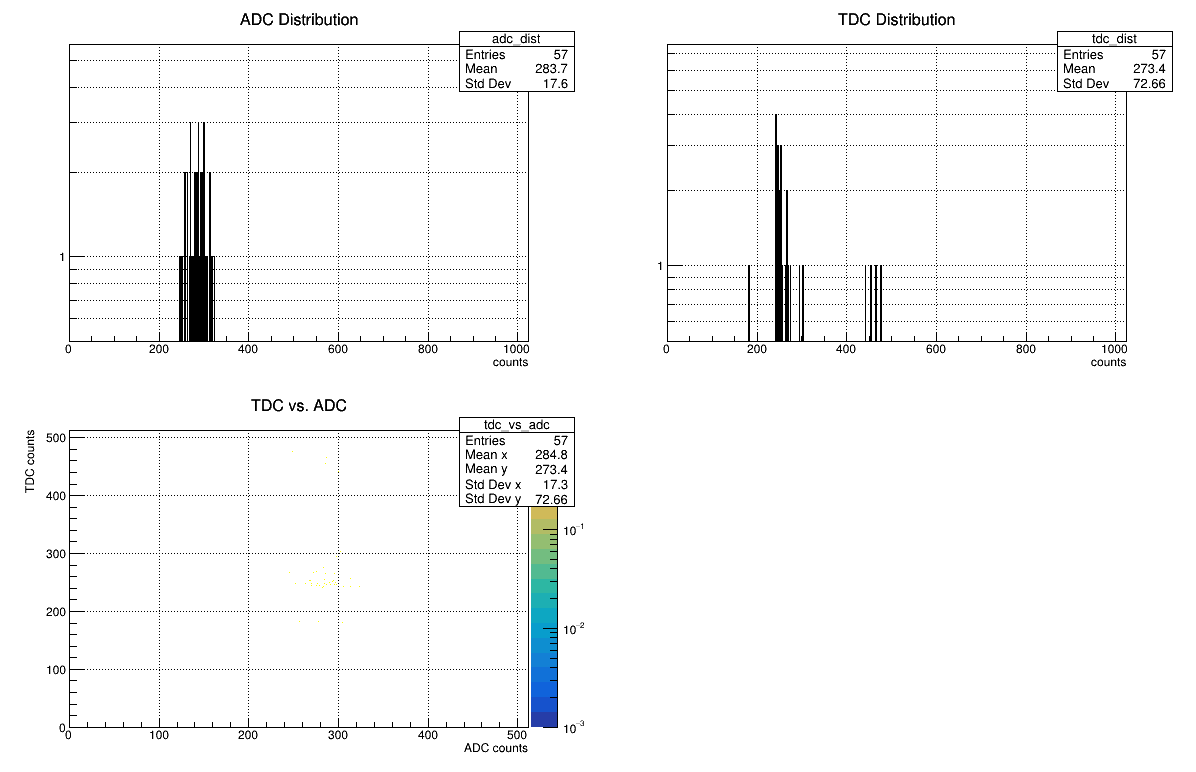 ADC Distribution
adc_dist
Entries 57
Mean 283.7
Std Dev 17.6
1
0 200 400 600 800 1000
counts
TDC Distribution
tdc_dist
Entries 57
Mean 273.4
Std Dev 72.66
1
0 200 400 600 800 1000
counts
TDC vs. ADC
tdc_vs_adc
Entries 57
Mean x 284.8
Mean y 273.4
Std Dev x 17.3
Std Dev y 72.66
TDC counts
500
400
300
200
100
0
0 100 200 300 400 500
ADC counts
10⁻¹
10⁻²
10⁻³